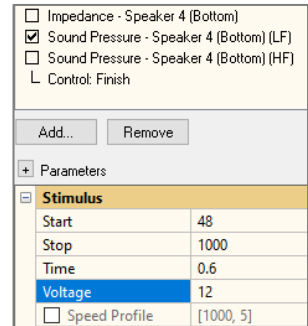 Impedance - Speaker 4 (Bottom)
Sound Pressure - Speaker 4 (Bottom) (LF)
Sound Pressure - Speaker 4 (Bottom) (HF)
Control: Finish
Add... Remove
Parameters
Stimulus
Start 48
Stop 1000
Time 0.6
Voltage 12
Speed Profile [1000, 5]